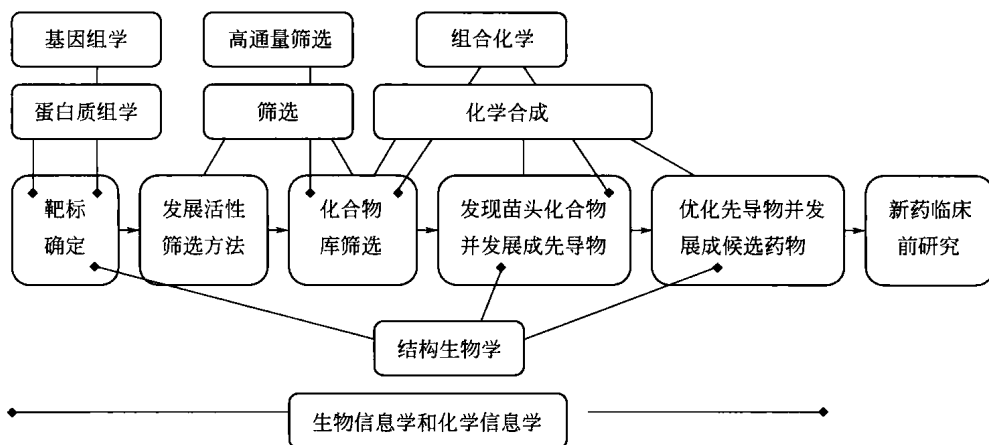 基因组学
高通量筛选
组合化学
蛋白质组学
筛选
化学合成
靶标
确定
发展活性
筛选方法
化合物
库筛选
发现苗头化合物
并发展成先导物
优化先导物并发
展成候选药物
新药临床
前研究
结构生物学
生物信息学和化学信息学